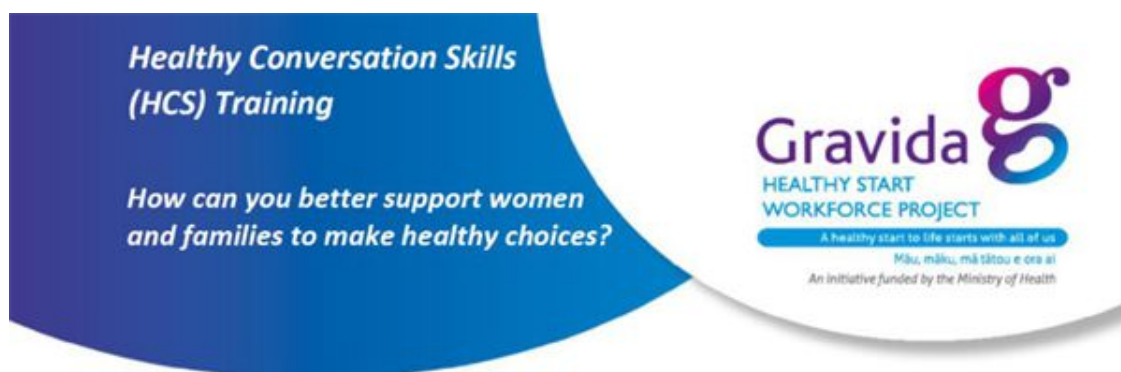 Healthy Conversation Skills
(HCS) Training
How can you better support women
and families to make healthy choices?
Gravida
HEALTHY START
WORKFORCE PROJECT
A healthy start to life starts with all of us
Māu, māku, mā tātou e ora ai
An initiative funded by the Ministry of Health